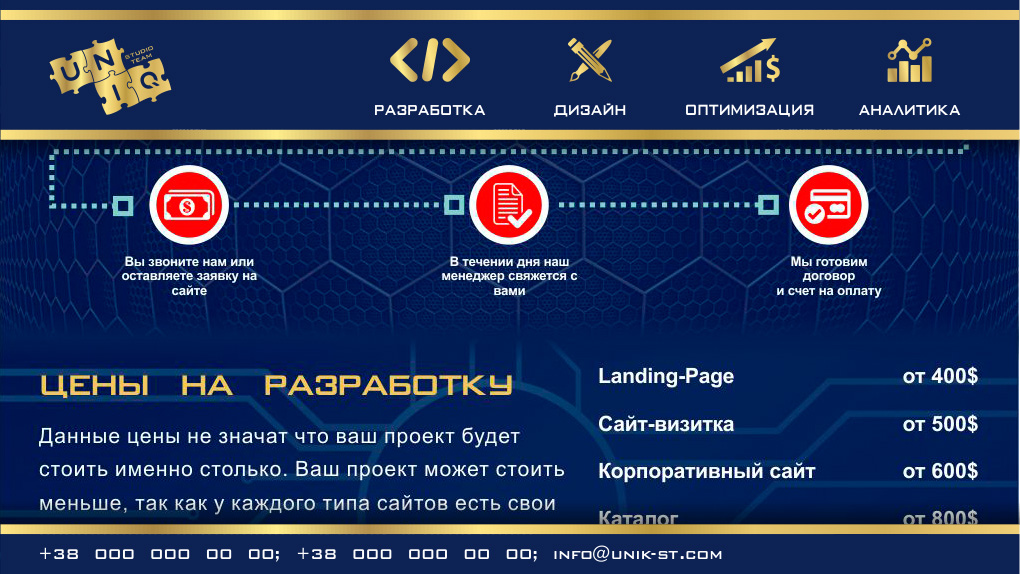 UNIQ
STUDIO
TEAM
РАЗРАБОТКА
ДИЗАЙН
ОПТИМИЗАЦИЯ
АНАЛИТИКА
Вы звоните нам или
оставляете заявку на
сайте
В течении дня наш
менеджер свяжется с
вами
Мы готовим
договор
и счет на оплату
ЦЕНЫ НА РАЗРАБОТКУ
Данные цены не значат что ваш проект будет
стоить именно столько. Ваш проект может стоить
меньше, так как у каждого типа сайтов есть свои
Landing-Page от 400$
Сайт-визитка от 500$
Корпоративный сайт от 600$
Каталог от 800$
+38 000 000 00 00; +38 000 000 00 00; INFO@UNIK-ST.COM